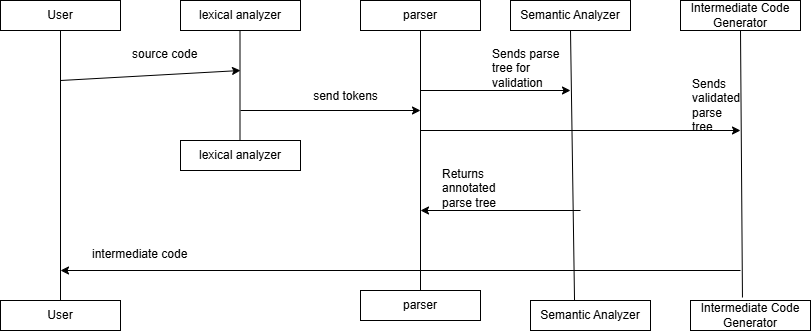 User
lexical analyzer
parser
Semantic Analyzer
Intermediate Code
Generator
source code
Sends parse
tree for
validation
send tokens
Sends
validated
parse
tree
lexical analyzer
Returns
annotated
parse tree
intermediate code
User
parser
Semantic Analyzer
Intermediate Code
Generator